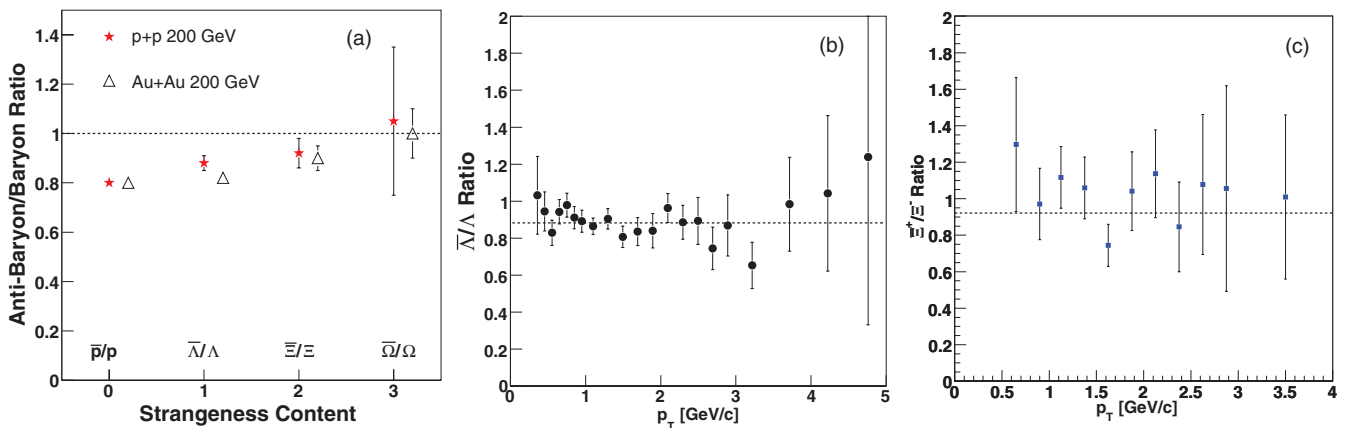 (a)
p+p 200 GeV
Au+Au 200 GeV
Anti-Baryon/Baryon Ratio
1.4
1.2
1
0.8
0.6
0.4
0.2
0
p̅/p
Λ̅/Λ
Ξ̅/Ξ
Ω̅/Ω
0 1 2 3
Strangeness Content
(b)
Λ̅/Λ Ratio
2
1.8
1.6
1.4
1.2
1
0.8
0.6
0.4
0.2
0
0 1 2 3 4 5
p_T [GeV/c]
(c)
Ξ̅⁺/Ξ⁻ Ratio
2
1.8
1.6
1.4
1.2
1
0.8
0.6
0.4
0.2
0
0 0.5 1 1.5 2 2.5 3 3.5 4
p_T [GeV/c]